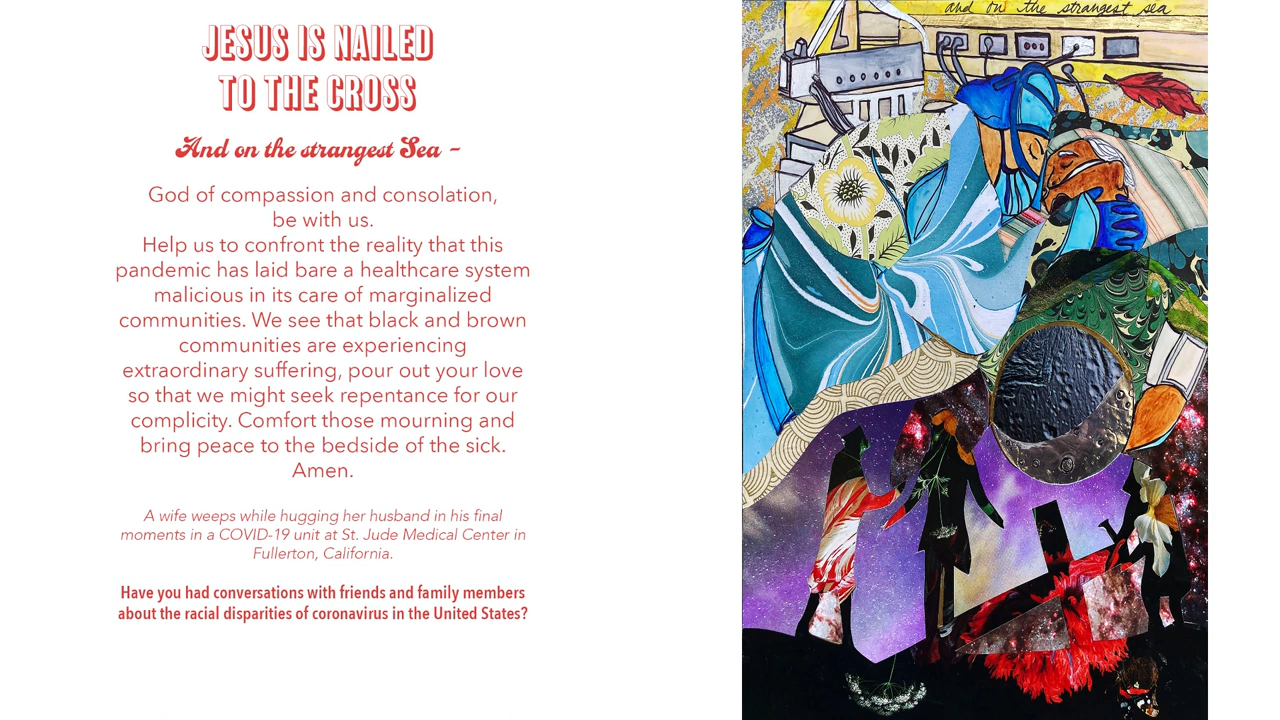 JESUS IS NAILED
TO THE CROSS
And on the strangest Sea –
God of compassion and consolation,
be with us.
Help us to confront the reality that this
pandemic has laid bare a healthcare system
malicious in its care of marginalized
communities. We see that black and brown
communities are experiencing
extraordinary suffering, pour out your love
so that we might seek repentance for our
complicity. Comfort those mourning and
bring peace to the bedside of the sick.
Amen.
A wife weeps while hugging her husband in his final
moments in a COVID-19 unit at St. Jude Medical Center in
Fullerton, California.
Have you had conversations with friends and family members
about the racial disparities of coronavirus in the United States?
and on the strangest sea